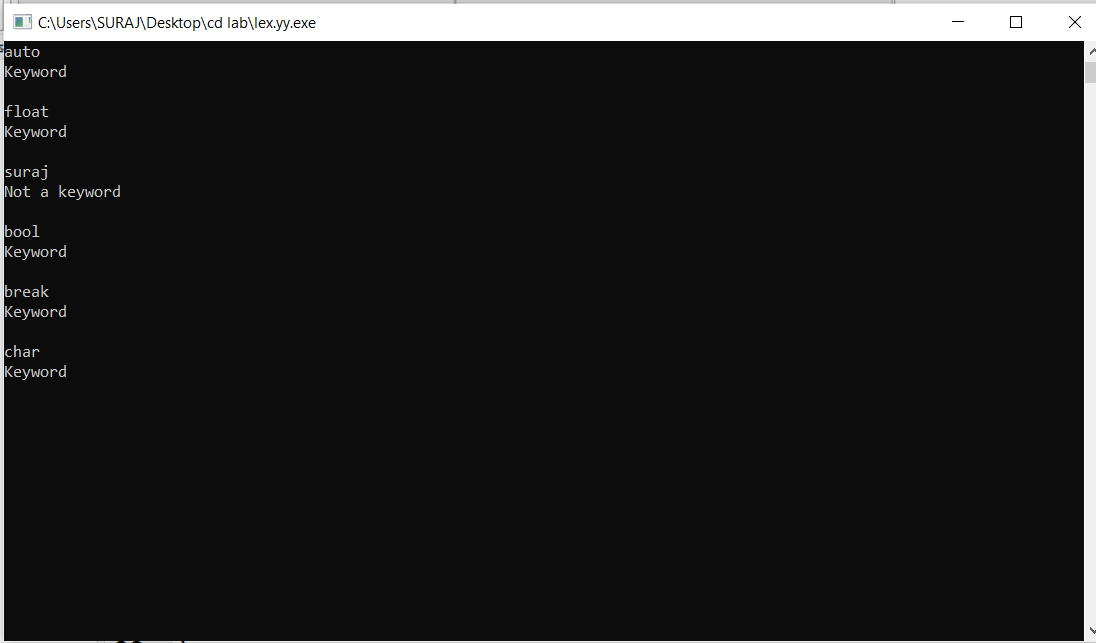 C:\Users\SURAJ\Desktop\cd lab\lex.yy.exe
auto
Keyword
float
Keyword
suraj
Not a keyword
bool
Keyword
break
Keyword
char
Keyword